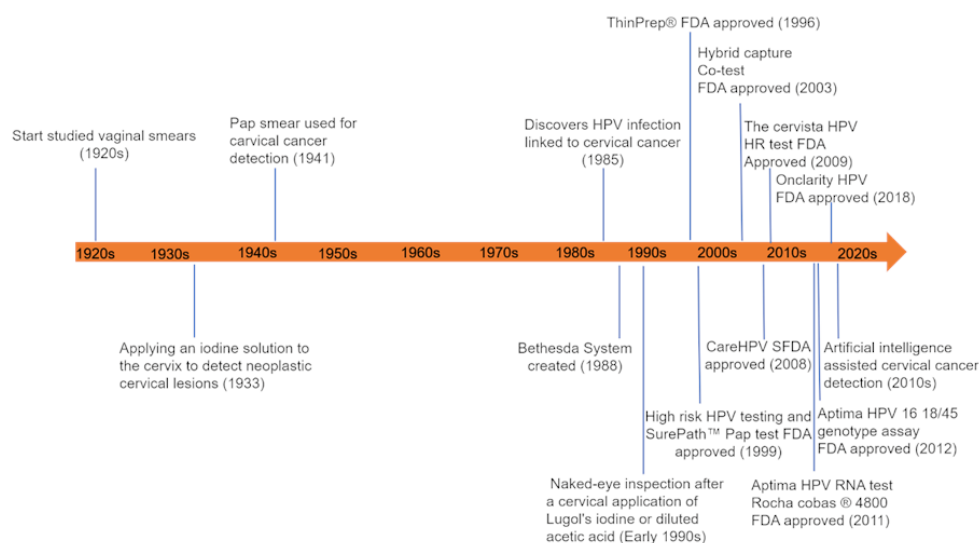 ThinPrep® FDA approved (1996)
Hybrid capture
Co-test
FDA approved (2003)
Start studied vaginal smears
(1920s)
Pap smear used for
carvical cancer
detection (1941)
Discovers HPV infection
linked to cervical cancer
(1985)
The cervista HPV
HR test FDA
Approved (2009)
Onclarity HPV
FDA approved (2018)
1920s 1930s 1940s 1950s 1960s 1970s 1980s 1990s 2000s 2010s 2020s
Applying an iodine solution to
the cervix to detect neoplastic
cervical lesions (1933)
Bethesda System
created (1988)
CareHPV SFDA
approved (2008)
Artificial intelligence
assisted cervical cancer
detection (2010s)
High risk HPV testing and
SurePath™ Pap test FDA
approved (1999)
Aptima HPV 16 18/45
genotype assay
FDA approved (2012)
Naked-eye inspection after
a cervical application of
Lugol's iodine or diluted
acetic acid (Early 1990s)
Aptima HPV RNA test
Rocha cobas ® 4800
FDA approved (2011)